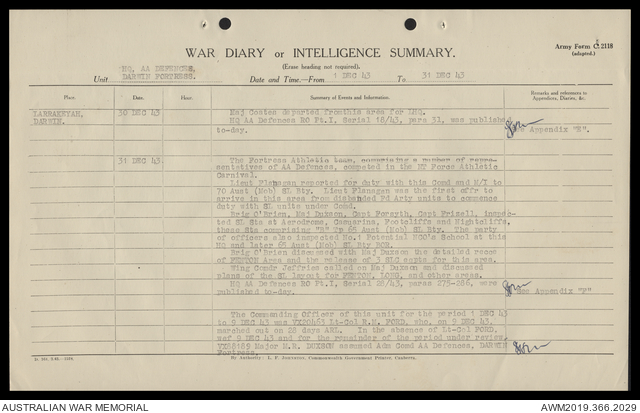 Army Form C.2118
(adapted.)
WAR DIARY or INTELLIGENCE SUMMARY.
(Erase heading not required).
HQ, AA DEFENCES,
Unit DARWIN FORTRESS. Date and Time.—From 1 DEC 43 To 31 DEC 43
Place. Date. Hour. Summary of Events and Information. Remarks and references to
Appendices, Diaries, &c.
LARRAKEYAH, 30 DEC 43 Maj Coates departed from this area for LHQ.
DARWIN. HQ AA Defences RO Pt.I, Serial 18/43, para 31, was published
to-day. See Appendix "E".
31 DEC 43 The Fortress Athletic team, comprising a number of repre-
sentatives of AA Defences, competed in the NT Force Athletic
Carnival.
Lieut Flanagan reported for duty with this Comd and M/I to
70 Aust (Mob) SL Bty. Lieut Flanagan was the first offr to
arrive in this area from disbanded Fd Arty units to commence
duty with SL units under Comd.
Brig O'Brien, Maj Duxson, Capt Forsyth, Capt Frizell, inspec-
ted SL Sta at Aerodrome, Casuarina, Footcliffe and Nightcliffe,
these Sta comprising "B" Tp 68 Aust (Mob) SL Bty. The party
of officers also inspected No.1 Potential NCO's School at this
HQ and later 65 Aust (Mob) SL Bty BOR.
Brig O'Brien discussed with Maj Duxson the detailed recce
of FENTON Area and the release of 3 SLC eqpts for this area.
Wing Comdr Jeffries called on Maj Duxson and discussed
plans of the SL layout for FENTON, LONG, and other areas.
HQ AA Defences RO Pt.I, Serial 28/43, paras 275-286, were
published to-day. See Appendix "F"
The Commanding Officer of this unit for the period 1 DEC 43
to 9 DEC 43 was VX20463 Lt-Col R.M. FORD, who, on 9 DEC 43,
marched out on 28 days ARL. In the absence of Lt-Col FORD,
wef 9 DEC 43 and for the remainder of the period under review,
VX58189 Major M.R. DUXSON assumed Adm Comd AA Defences, DARWIN
Fortress.
By Authority: L. F. Johnston, Commonwealth Government Printer, Canberra.
AUSTRALIAN WAR MEMORIAL
AWM2019.366.2029